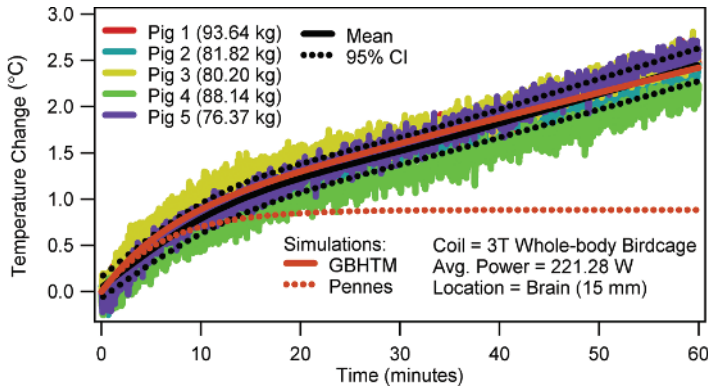 3.0
2.5
2.0
1.5
1.0
0.5
0.0
Temperature Change (°C)
Pig 1 (93.64 kg)
Pig 2 (81.82 kg)
Pig 3 (80.20 kg)
Pig 4 (88.14 kg)
Pig 5 (76.37 kg)
Mean
95% CI
Simulations:
GBHTM
Pennes
Coil = 3T Whole-body Birdcage
Avg. Power = 221.28 W
Location = Brain (15 mm)
0 10 20 30 40 50 60
Time (minutes)